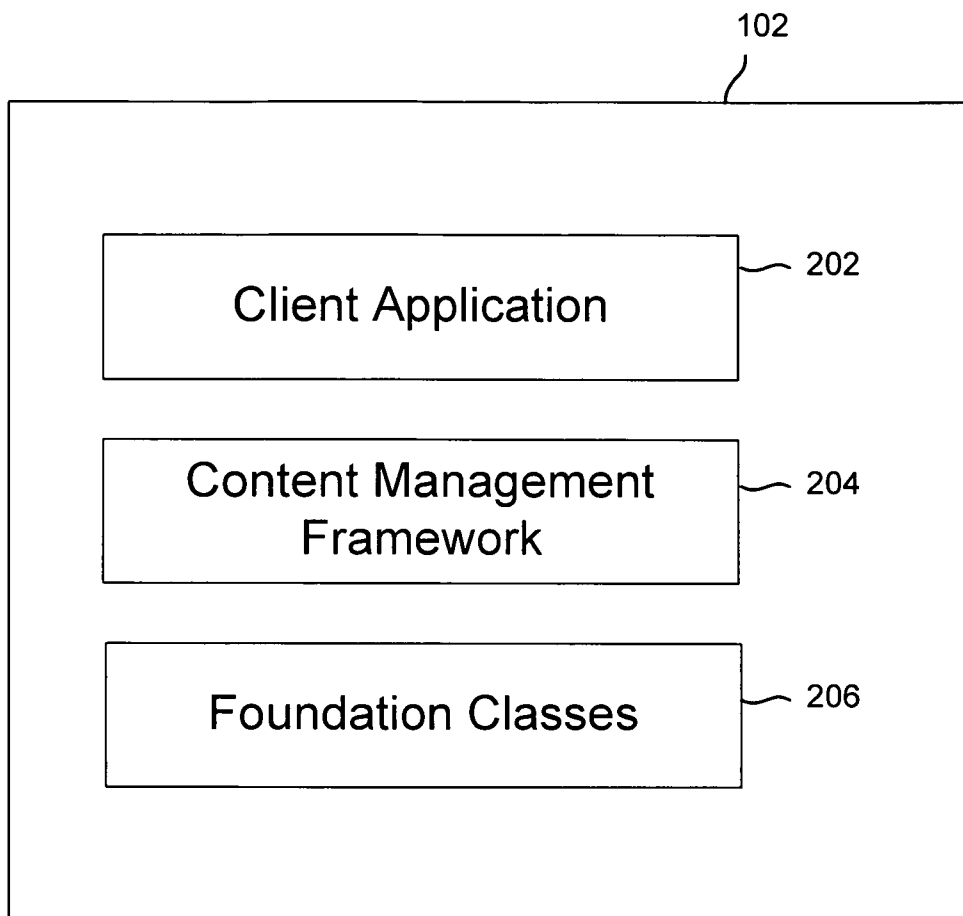 102
Client Application
202
Content Management
Framework
204
Foundation Classes
206